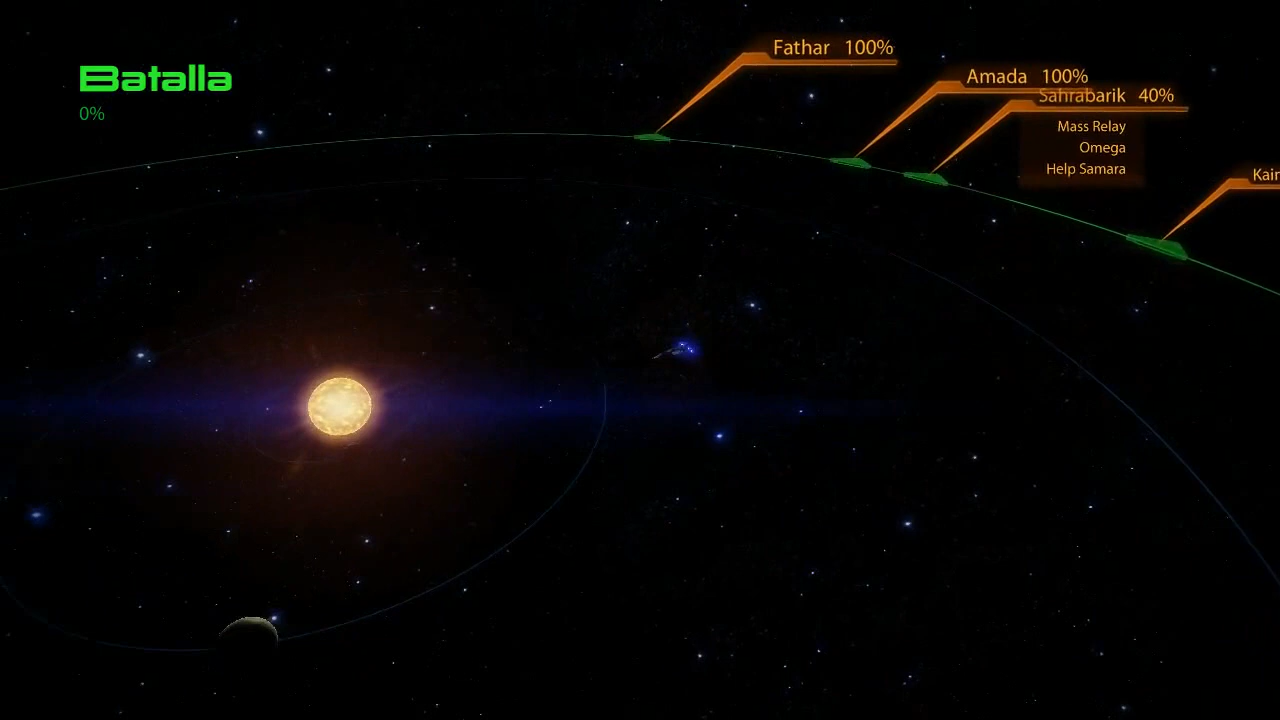 Batalla
0%
Fathar 100%
Amada 100%
Sahrabarik 40%
Mass Relay
Omega
Help Samara